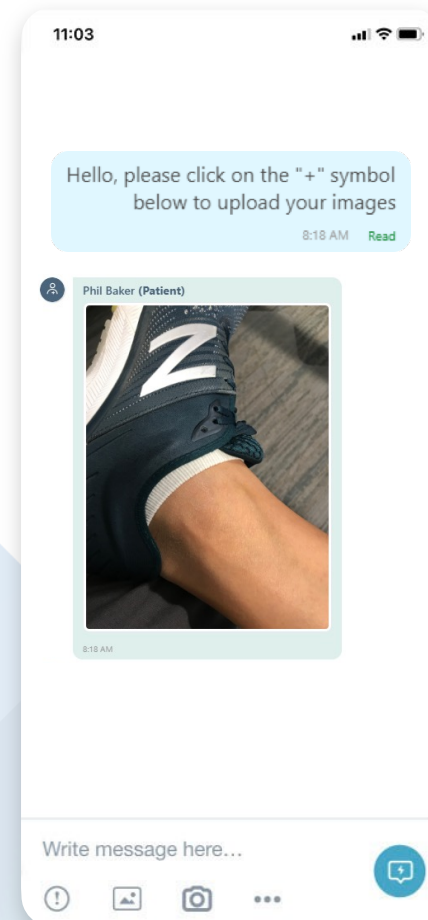 11:03
Hello, please click on the "+" symbol
below to upload your images
8:18 AM Read
Phil Baker (Patient)
N
8:18 AM
Write message here...